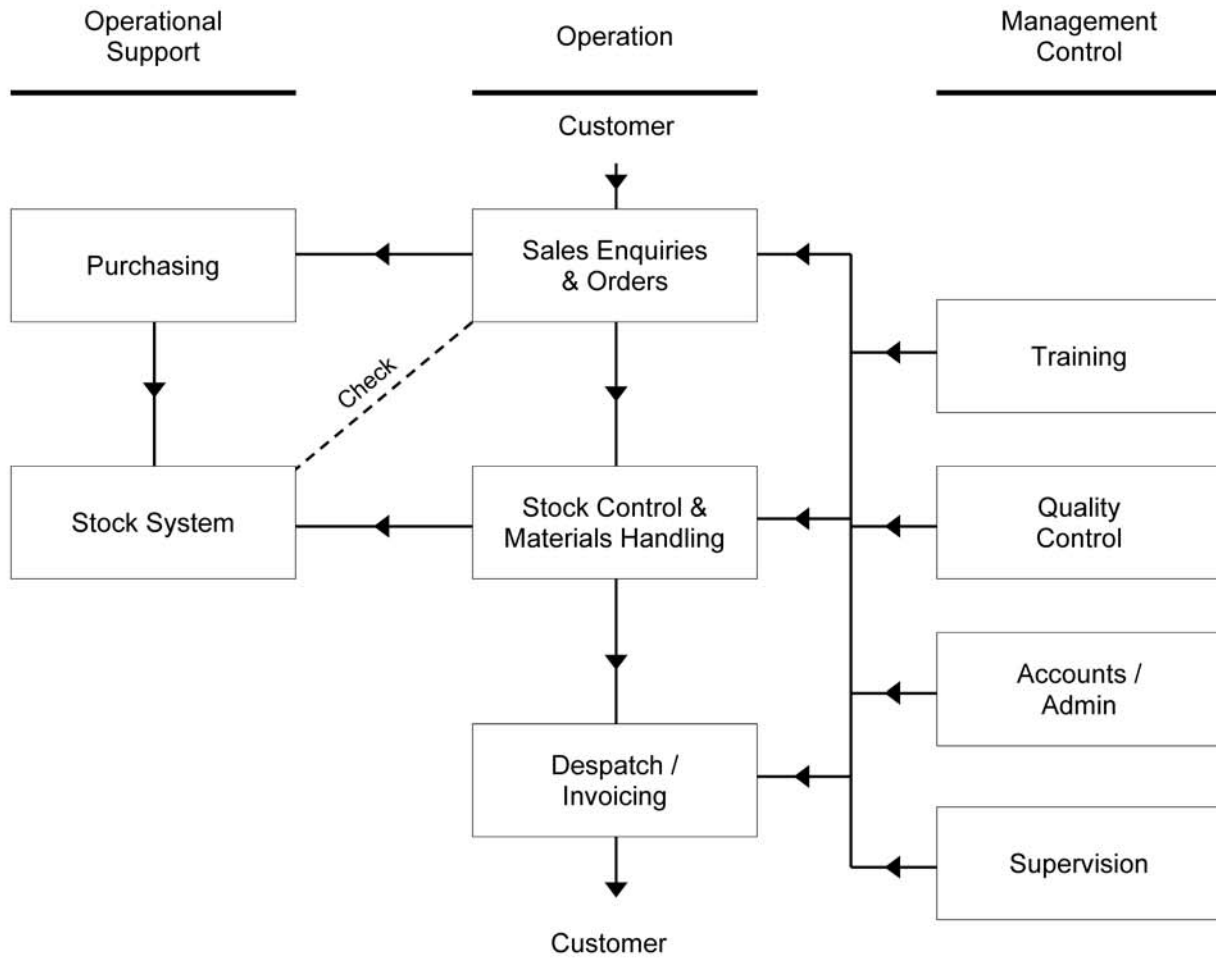 Operational
Support
Operation
Management
Control
Customer
Purchasing
Sales Enquiries
& Orders
Training
Check
Stock System
Stock Control &
Materials Handling
Quality
Control
Accounts /
Admin
Despatch /
Invoicing
Supervision
Customer